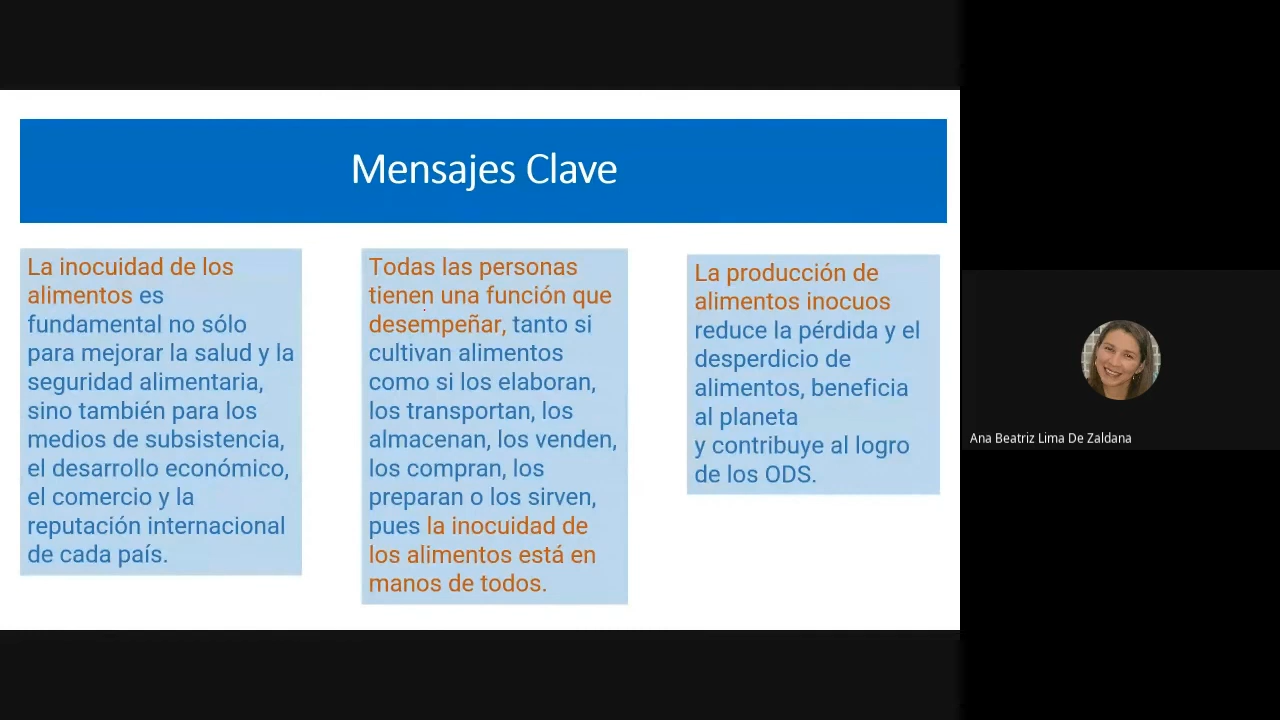 Mensajes Clave
La inocuidad de los
alimentos es
fundamental no sólo
para mejorar la salud y la
seguridad alimentaria,
sino también para los
medios de subsistencia,
el desarrollo económico,
el comercio y la
reputación internacional
de cada país.
Todas las personas
tienen una función que
desempeñar, tanto si
cultivan alimentos
como si los elaboran,
los transportan, los
almacenan, los venden,
los compran, los
preparan o los sirven,
pues la inocuidad de
los alimentos está en
manos de todos.
La producción de
alimentos inocuos
reduce la pérdida y el
desperdicio de
alimentos, beneficia
al planeta
y contribuye al logro
de los ODS.
Ana Beatriz Lima De Zaldana